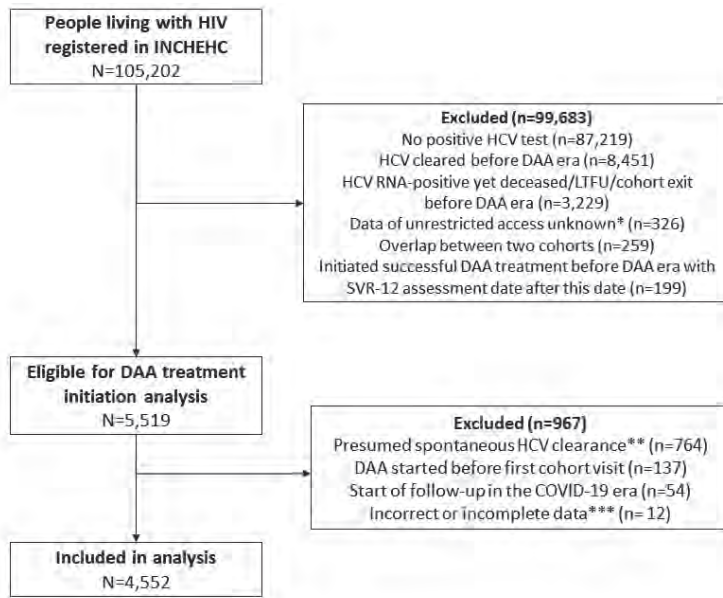 People living with HIV
registered in INCHEHC
N=105,202
Excluded (n=99,683)
No positive HCV test (n=87,219)
HCV cleared before DAA era (n=8,451)
HCV RNA-positive yet deceased/LTFU/cohort exit
before DAA era (n=3,229)
Data of unrestricted access unknown* (n=326)
Overlap between two cohorts (n=259)
Initiated successful DAA treatment before DAA era with
SVR-12 assessment date after this date (n=199)
Eligible for DAA treatment
initiation analysis
N=5,519
Excluded (n=967)
Presumed spontaneous HCV clearance** (n=764)
DAA started before first cohort visit (n=137)
Start of follow-up in the COVID-19 era (n=54)
Incorrect or incomplete data*** (n= 12)
Included in analysis
N=4,552